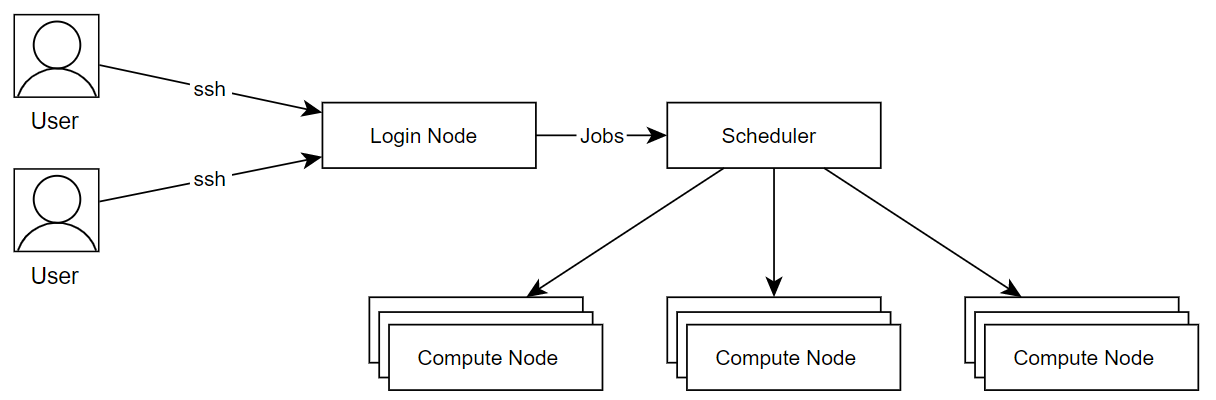 ssh
User
Login Node
Jobs
Scheduler
ssh
User
Compute Node
Compute Node
Compute Node